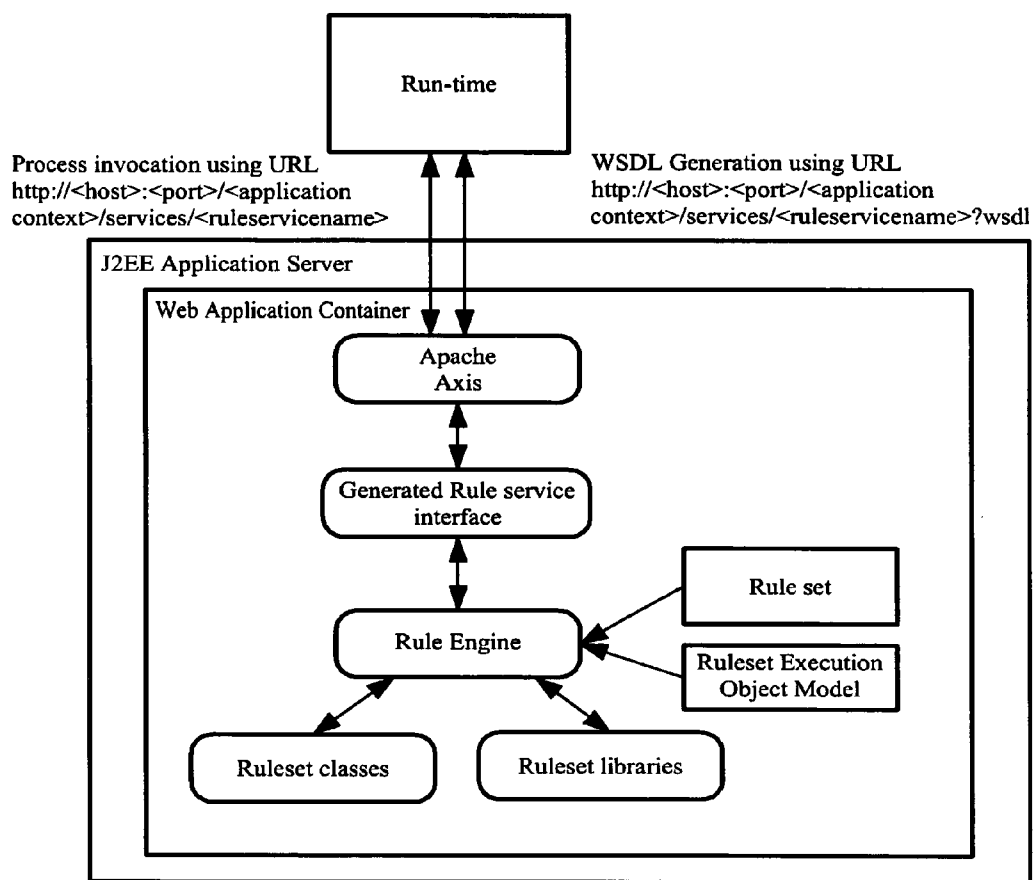 Run-time
Process invocation using URL
http://<host>:<port>/<application
context>/services/<ruleservicename>
WSDL Generation using URL
http://<host>:<port>/<application
context>/services/<ruleservicename>?wsdl
J2EE Application Server
Web Application Container
Apache
Axis
Generated Rule service
interface
Rule set
Rule Engine
Ruleset Execution
Object Model
Ruleset classes
Ruleset libraries